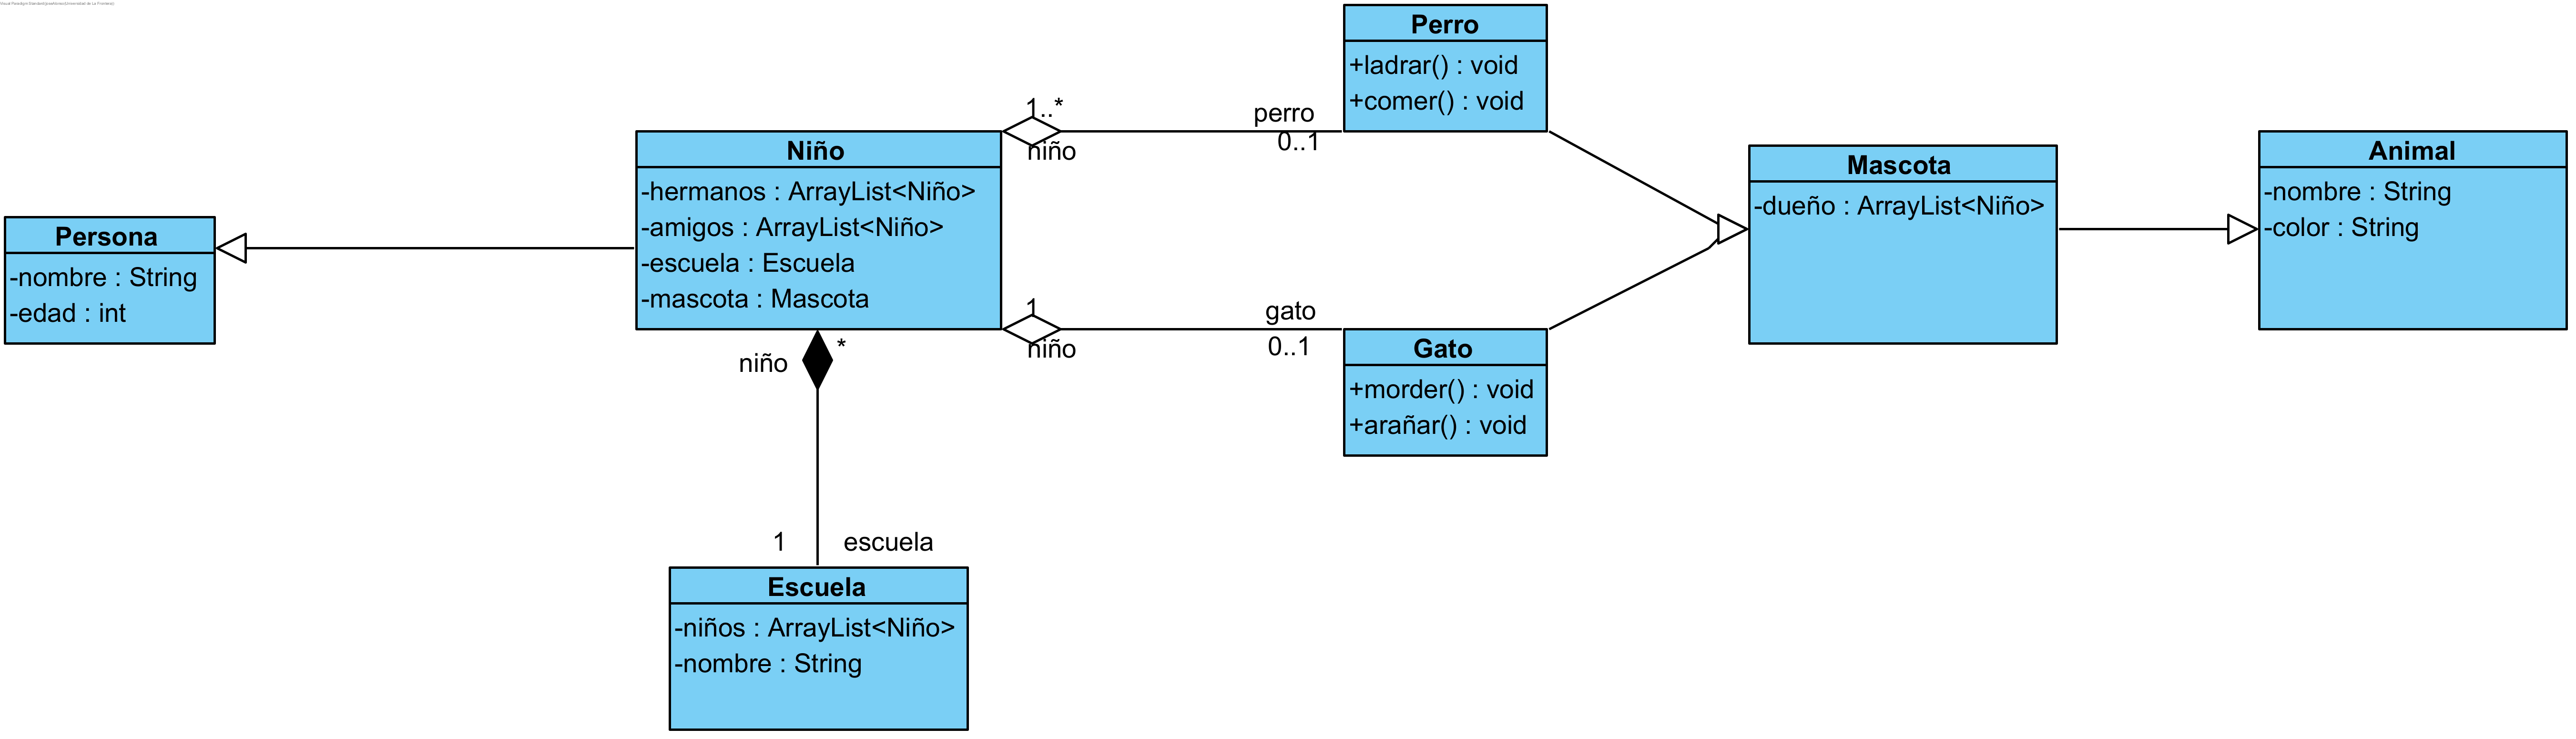 Visual Paradigm Standard(Universidad de La Frontera)
Perro
+ladrar() : void
+comer() : void
1..*
niño
perro
0..1
Niño
-hermanos : ArrayList<Niño>
-amigos : ArrayList<Niño>
-escuela : Escuela
-mascota : Mascota
Mascota
-dueño : ArrayList<Niño>
Animal
-nombre : String
-color : String
Persona
-nombre : String
-edad : int
1
niño
gato
0..1
Gato
+morder() : void
+arañar() : void
niño
*
1
escuela
Escuela
-niños : ArrayList<Niño>
-nombre : String